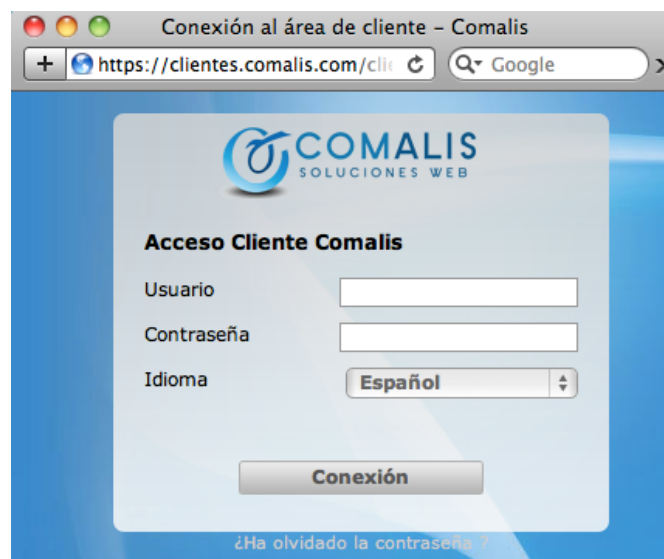 Conexión al área de cliente – Comalis
https://clientes.comalis.com/clie
Google
COMALIS
SOLUCIONES WEB
Acceso Cliente Comalis
Usuario
Contraseña
Idioma
Español
Conexión
¿Ha olvidado la contraseña ?